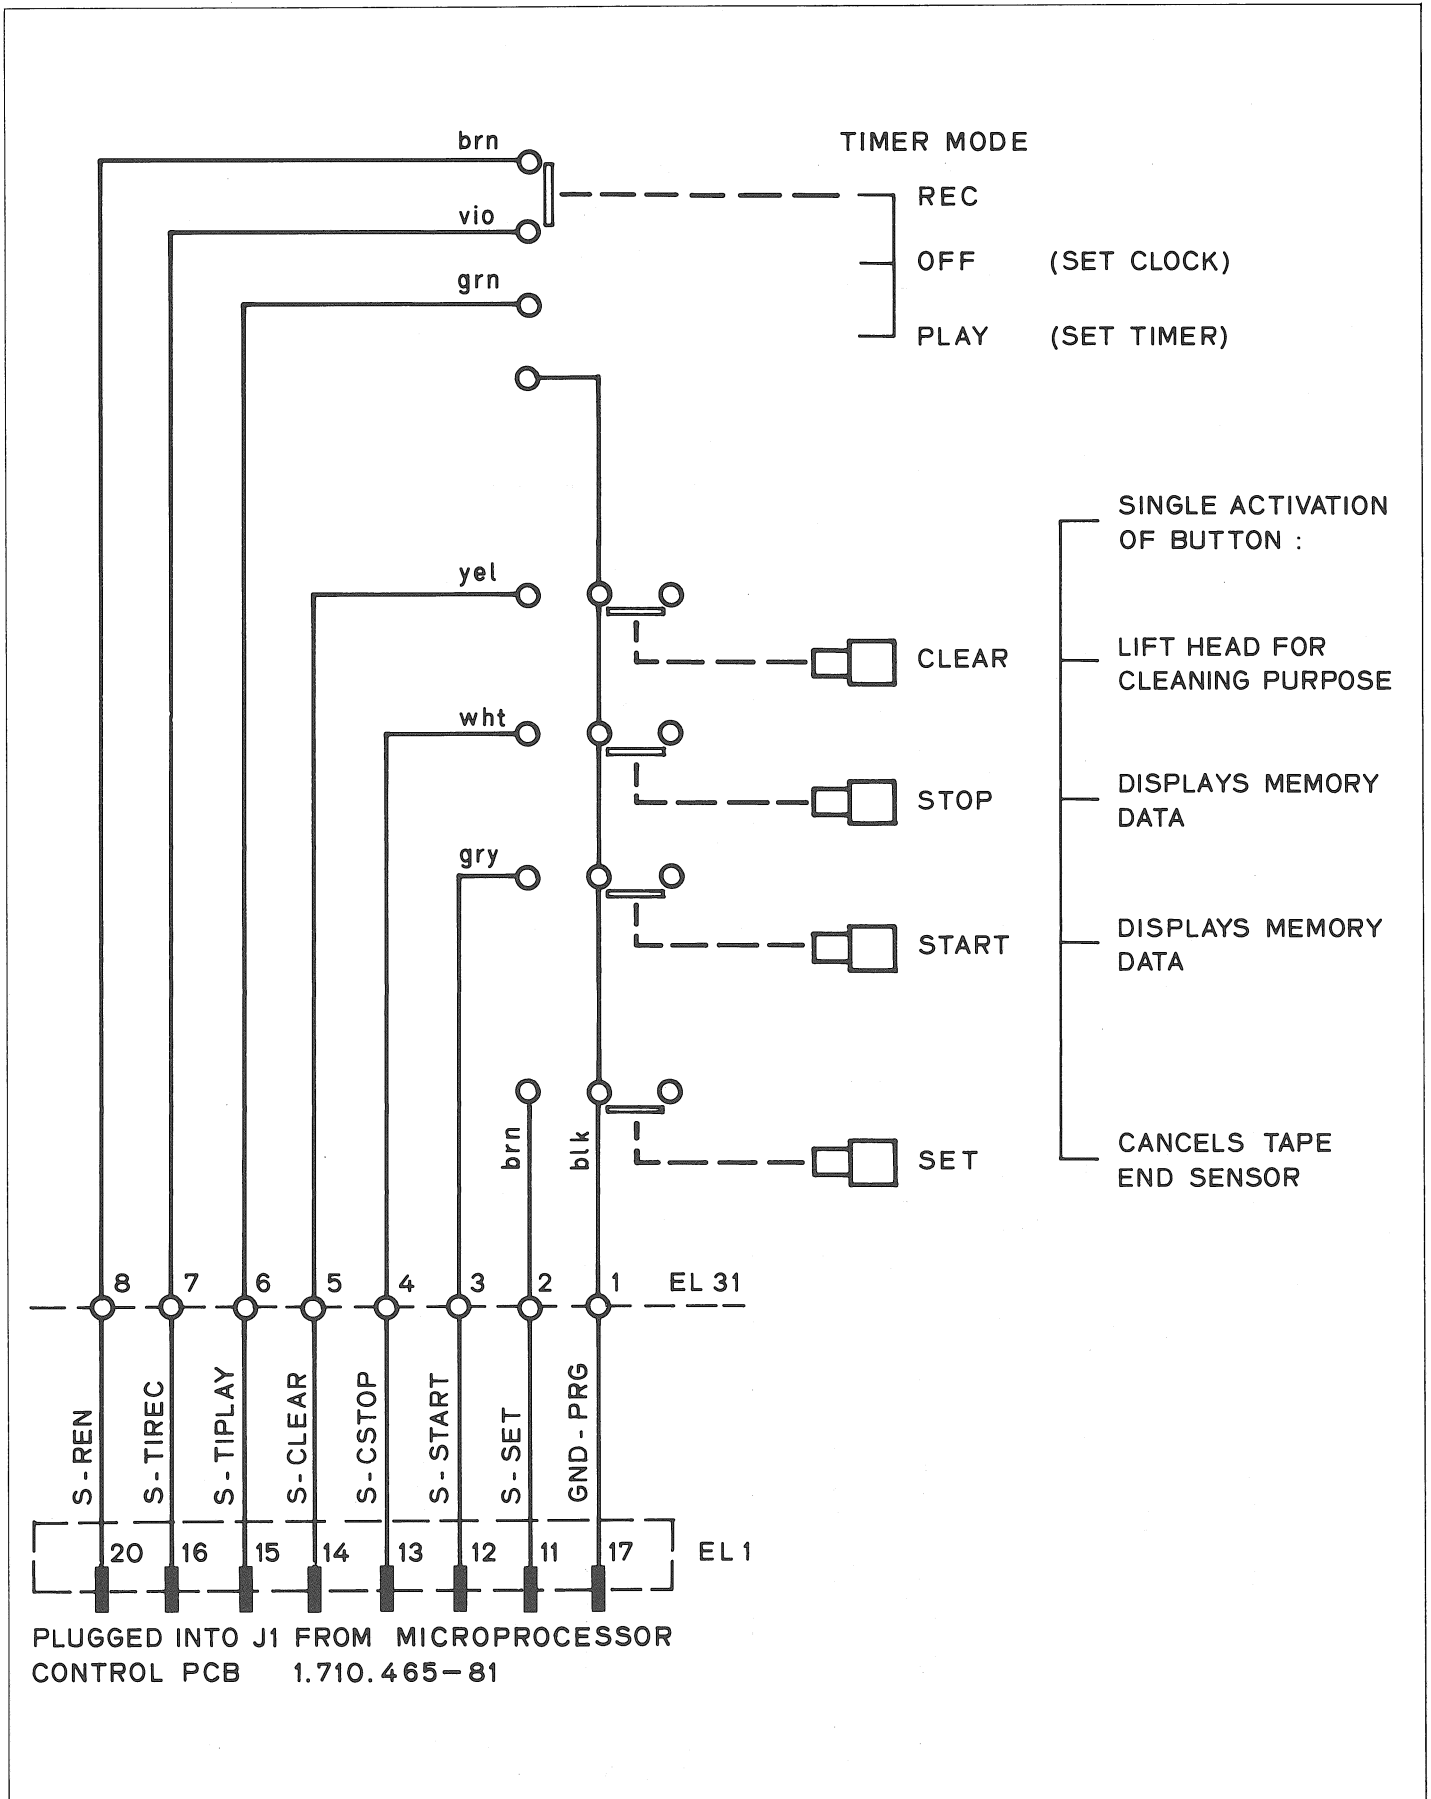 brn
TIMER MODE
REC
vio
OFF (SET CLOCK)
grn
PLAY (SET TIMER)
SINGLE ACTIVATION
OF BUTTON :
yel
CLEAR
LIFT HEAD FOR
CLEANING PURPOSE
wht
STOP
DISPLAYS MEMORY
DATA
gry
START
DISPLAYS MEMORY
DATA
brn
blk
SET
CANCELS TAPE
END SENSOR
8 7 6 5 4 3 2 1 EL 31
S-REN
S-TIREC
S-TIPLAY
S-CLEAR
S-CSTOP
S-START
S-SET
GND-PRG
20 16 15 14 13 12 11 17 EL 1
PLUGGED INTO J1 FROM MICROPROCESSOR
CONTROL PCB 1.710.465-81